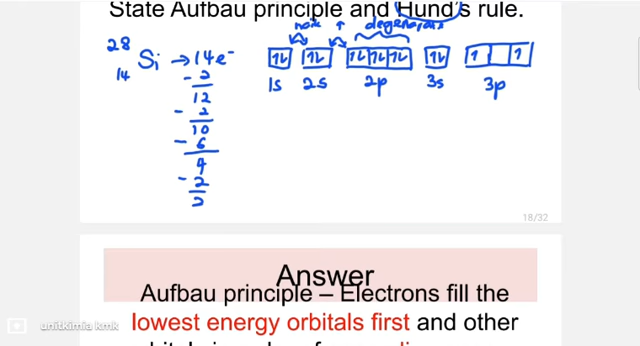 State Aufbau principle and Hund's rule.
degenerous
28
14 Si → 14e⁻
- 2
12
- 2
10
- 6
4
- 2
2
1s 2s 2p 3s 3p
18/32
Answer
Aufbau principle – Electrons fill the
lowest energy orbitals first and other
unitkimia kmk